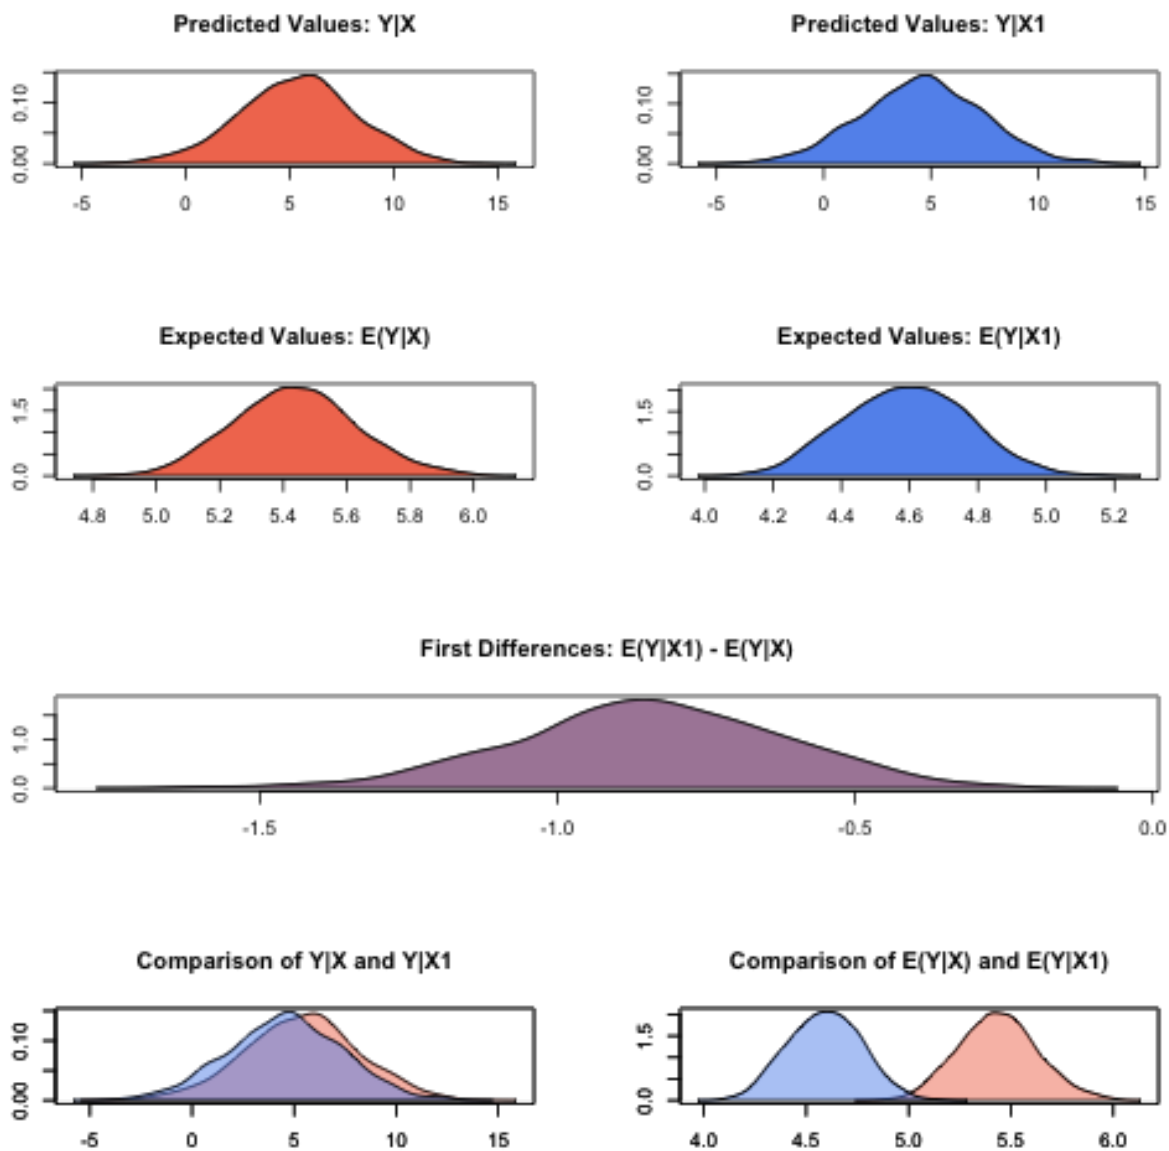 Predicted Values: Y|X
0.00 0.10
-5 0 5 10 15
Predicted Values: Y|X1
0.00 0.10
-5 0 5 10 15
Expected Values: E(Y|X)
0.0 1.5
4.8 5.0 5.2 5.4 5.6 5.8 6.0
Expected Values: E(Y|X1)
0.0 1.5
4.0 4.2 4.4 4.6 4.8 5.0 5.2
First Differences: E(Y|X1) - E(Y|X)
0.0 1.0
-1.5 -1.0 -0.5 0.0
Comparison of Y|X and Y|X1
0.00 0.10
-5 0 5 10 15
Comparison of E(Y|X) and E(Y|X1)
0.0 1.5
4.0 4.5 5.0 5.5 6.0